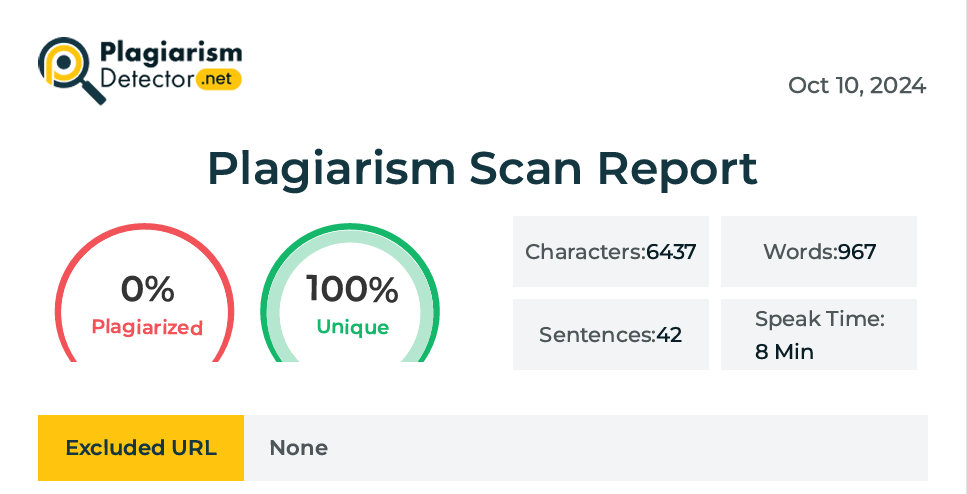 Plagiarism
Detector .net
Oct 10, 2024
Plagiarism Scan Report
0%
Plagiarized
100%
Unique
Characters:6437
Words:967
Sentences:42
Speak Time:
8 Min
Excluded URL
None